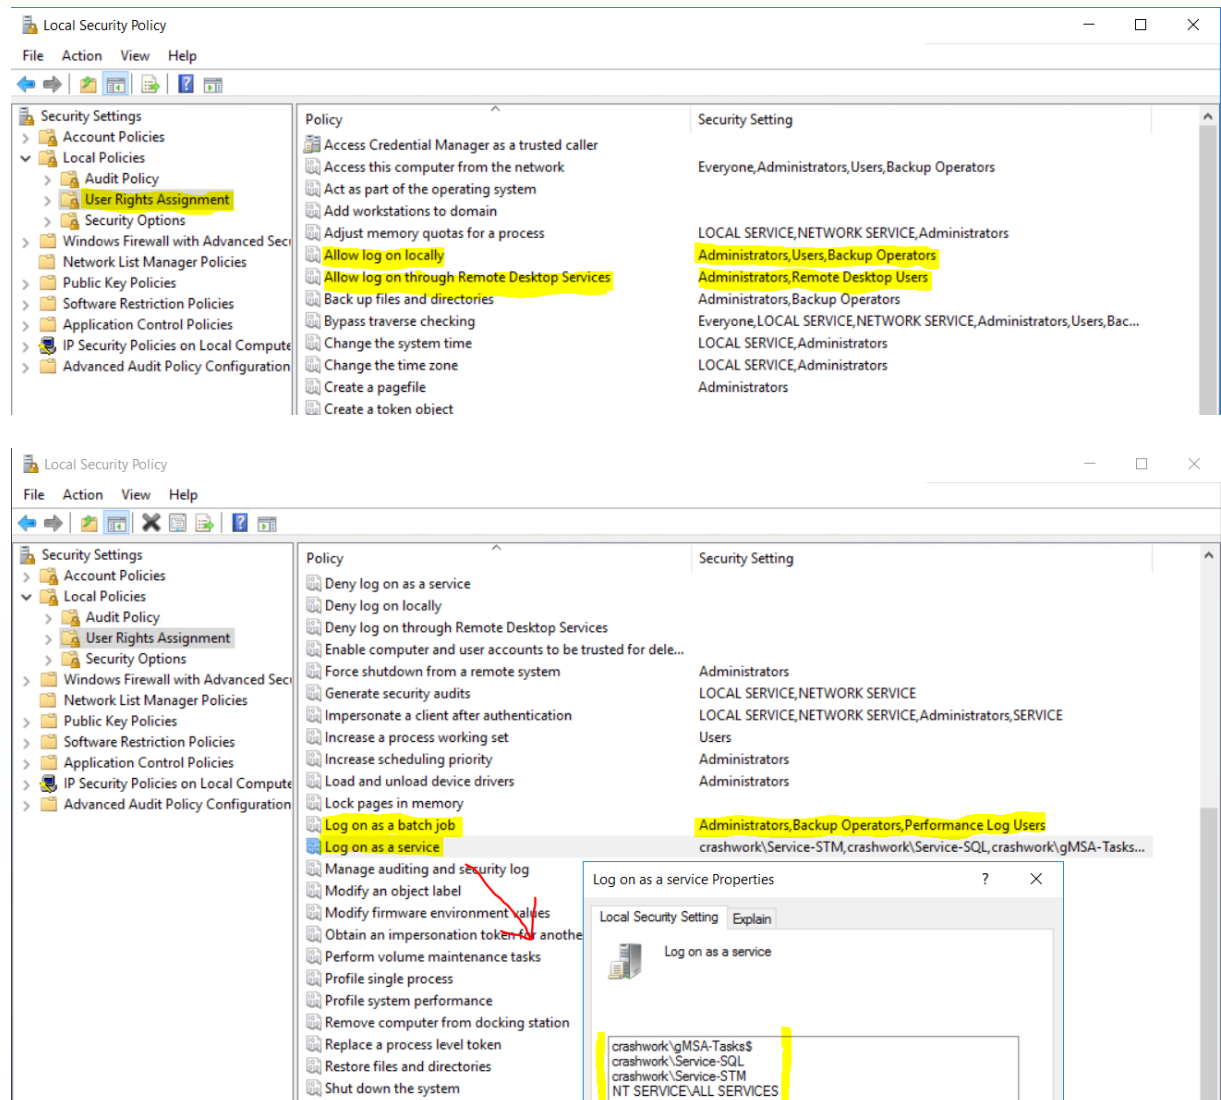 Local Security Policy
File Action View Help
Security Settings
Account Policies
Local Policies
Audit Policy
User Rights Assignment
Security Options
Windows Firewall with Advanced Secu
Network List Manager Policies
Public Key Policies
Software Restriction Policies
Application Control Policies
IP Security Policies on Local Compute
Advanced Audit Policy Configuration
Policy Security Setting
Access Credential Manager as a trusted caller
Access this computer from the network Everyone,Administrators,Users,Backup Operators
Act as part of the operating system
Add workstations to domain
Adjust memory quotas for a process LOCAL SERVICE,NETWORK SERVICE,Administrators
Allow log on locally Administrators,Users,Backup Operators
Allow log on through Remote Desktop Services Administrators,Remote Desktop Users
Back up files and directories Administrators,Backup Operators
Bypass traverse checking Everyone,LOCAL SERVICE,NETWORK SERVICE,Administrators,Users,Bac...
Change the system time LOCAL SERVICE,Administrators
Change the time zone LOCAL SERVICE,Administrators
Create a pagefile Administrators
Create a token object
Local Security Policy
File Action View Help
Security Settings
Account Policies
Local Policies
Audit Policy
User Rights Assignment
Security Options
Windows Firewall with Advanced Secu
Network List Manager Policies
Public Key Policies
Software Restriction Policies
Application Control Policies
IP Security Policies on Local Compute
Advanced Audit Policy Configuration
Policy Security Setting
Deny log on as a service
Deny log on locally
Deny log on through Remote Desktop Services
Enable computer and user accounts to be trusted for dele...
Force shutdown from a remote system Administrators
Generate security audits LOCAL SERVICE,NETWORK SERVICE
Impersonate a client after authentication LOCAL SERVICE,NETWORK SERVICE,Administrators,SERVICE
Increase a process working set Users
Increase scheduling priority Administrators
Load and unload device drivers Administrators
Lock pages in memory
Log on as a batch job Administrators,Backup Operators,Performance Log Users
Log on as a service crashwork\Service-STM,crashwork\Service-SQL,crashwork\gMSA-Tasks...
Manage auditing and security log
Modify an object label
Modify firmware environment values
Obtain an impersonation token for anothe
Perform volume maintenance tasks
Profile single process
Profile system performance
Remove computer from docking station
Replace a process level token
Restore files and directories
Shut down the system
Log on as a service Properties ?
Local Security Setting Explain
Log on as a service
crashwork\gMSA-Tasks$
crashwork\Service-SQL
crashwork\Service-STM
NT SERVICE\ALL SERVICES